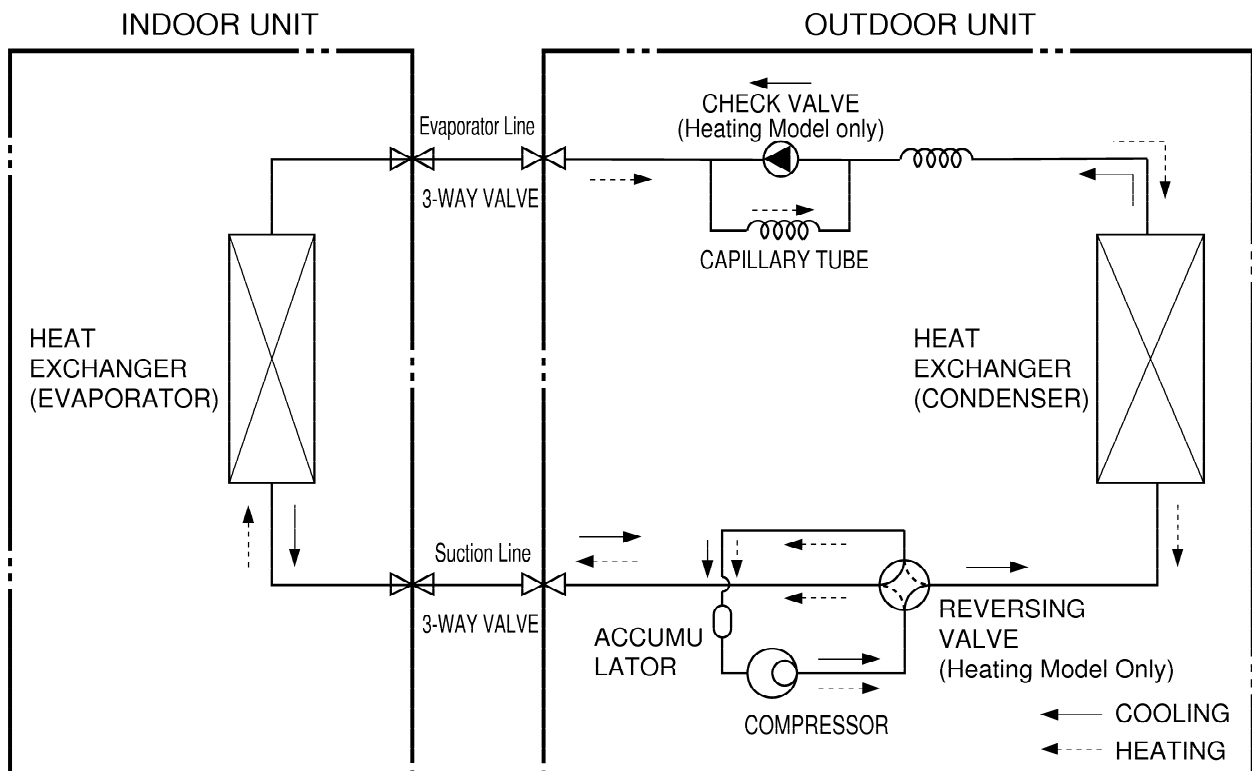 INDOOR UNIT
OUTDOOR UNIT
CHECK VALVE
(Heating Model only)
Evaporator Line
3-WAY VALVE
CAPILLARY TUBE
HEAT
EXCHANGER
(EVAPORATOR)
HEAT
EXCHANGER
(CONDENSER)
Suction Line
3-WAY VALVE
ACCUMU
LATOR
COMPRESSOR
REVERSING
VALVE
(Heating Model Only)
COOLING
HEATING